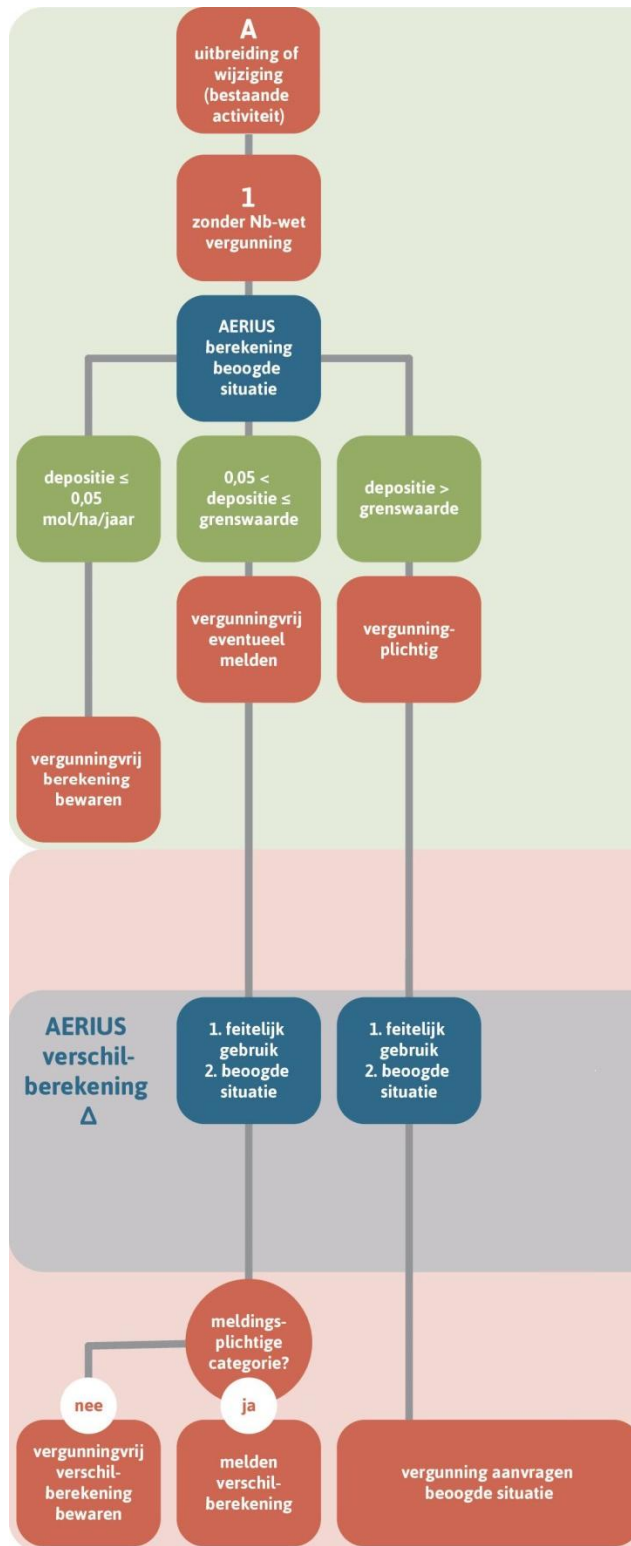 A
uitbreiding of
wijziging
(bestaande
activiteit)
1
zonder Nb-wet
vergunning
AERIUS
berekening
beoogde
situatie
depositie ≤
0,05
mol/ha/jaar
0,05 <
depositie ≤
grenswaarde
depositie >
grenswaarde
vergunningvrij
eventueel
melden
vergunning-
plichtig
vergunningvrij
berekening
bewaren
AERIUS
verschil-
berekening
Δ
1. feitelijk
gebruik
2. beoogde
situatie
1. feitelijk
gebruik
2. beoogde
situatie
meldings-
plichtige
categorie?
nee
ja
vergunningvrij
verschil-
berekening
bewaren
melden
verschil-
berekening
vergunning aanvragen
beoogde situatie